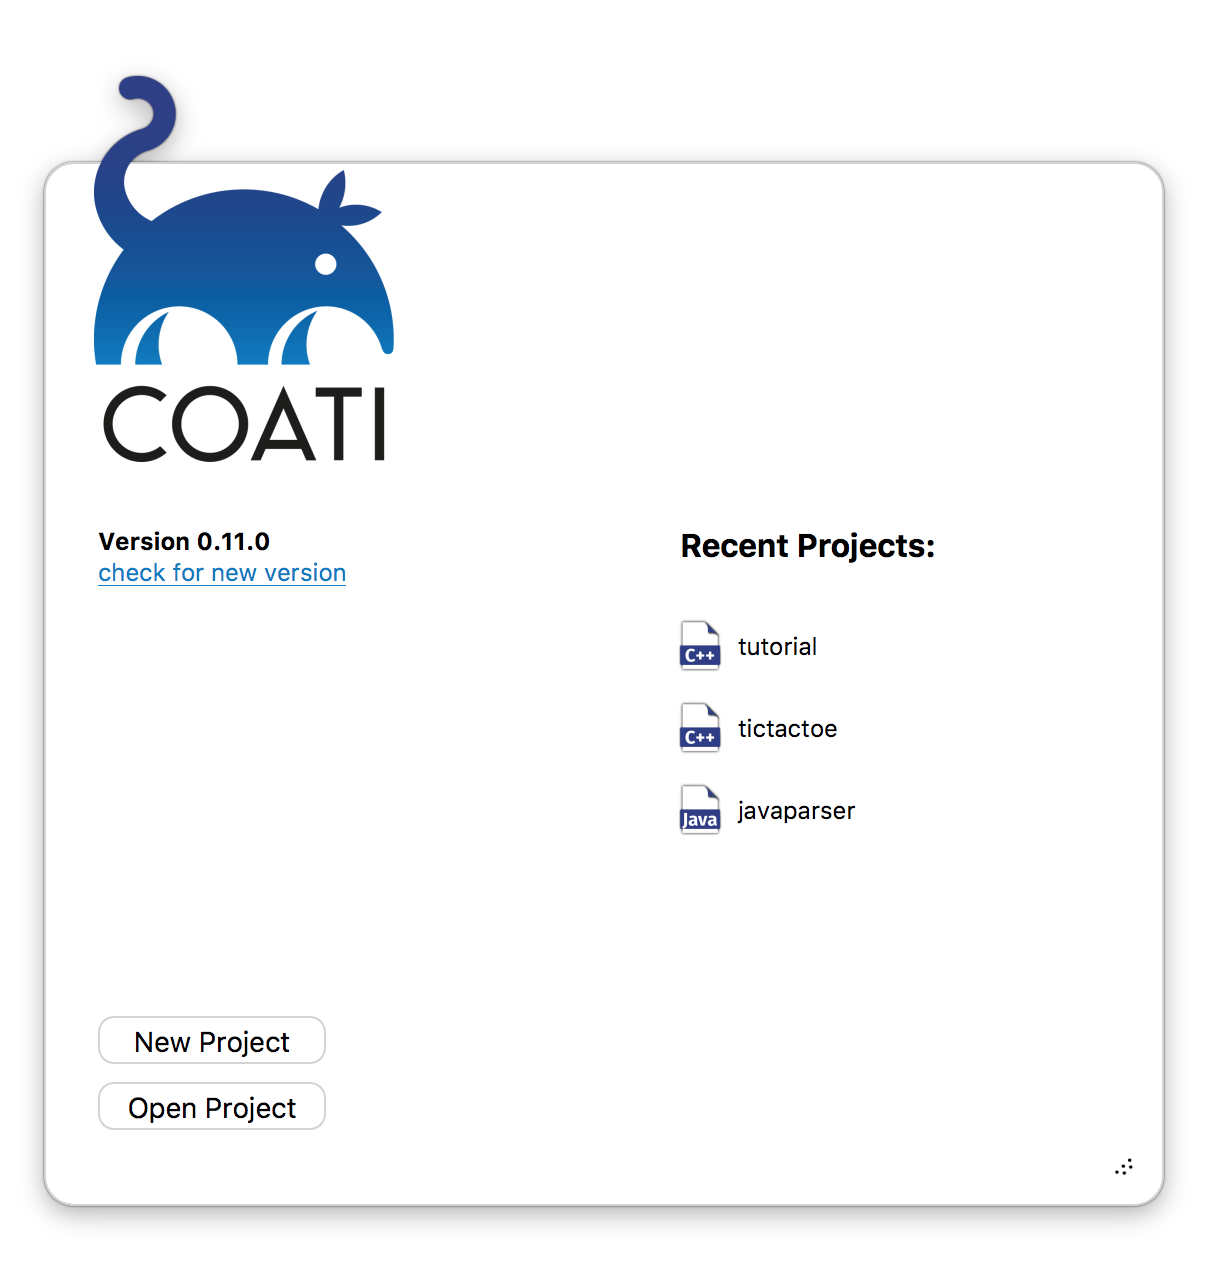 COATI
Version 0.11.0
check for new version
Recent Projects:
C++ tutorial
C++ tictactoe
Java javaparser
New Project
Open Project